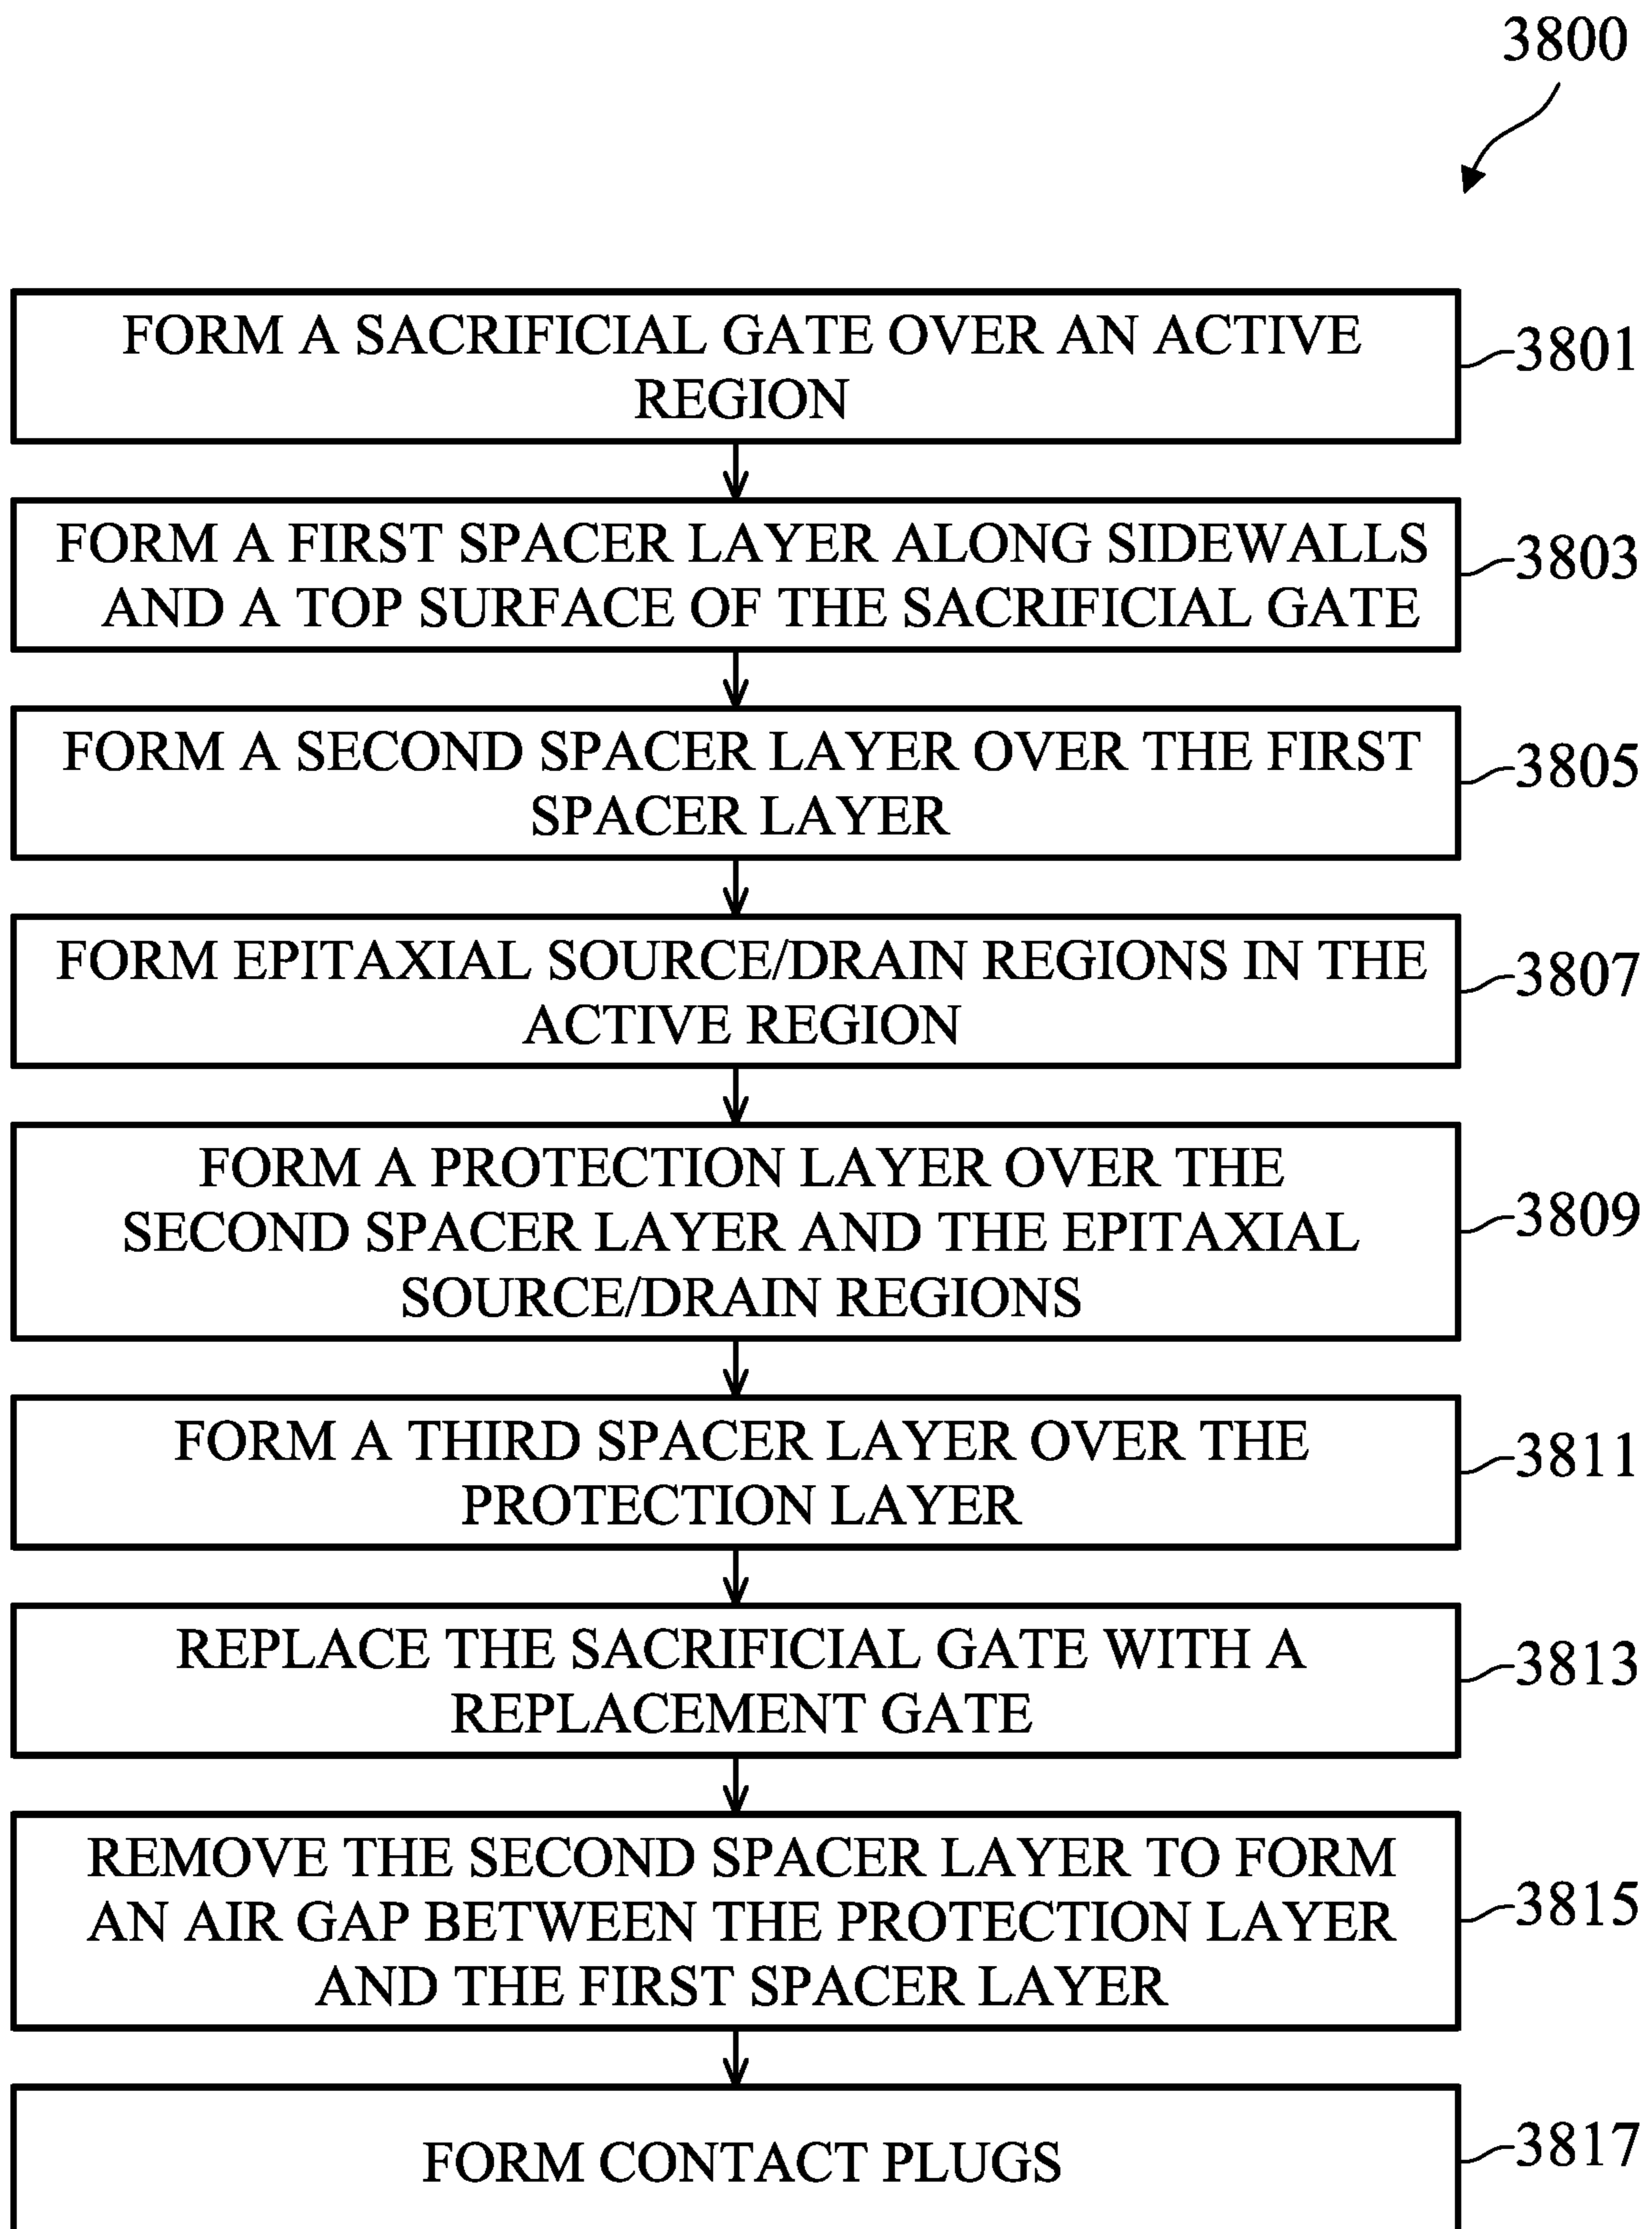 3800
FORM A SACRIFICIAL GATE OVER AN ACTIVE
REGION
3801
FORM A FIRST SPACER LAYER ALONG SIDEWALLS
AND A TOP SURFACE OF THE SACRIFICIAL GATE
3803
FORM A SECOND SPACER LAYER OVER THE FIRST
SPACER LAYER
3805
FORM EPITAXIAL SOURCE/DRAIN REGIONS IN THE
ACTIVE REGION
3807
FORM A PROTECTION LAYER OVER THE
SECOND SPACER LAYER AND THE EPITAXIAL
SOURCE/DRAIN REGIONS
3809
FORM A THIRD SPACER LAYER OVER THE
PROTECTION LAYER
3811
REPLACE THE SACRIFICIAL GATE WITH A
REPLACEMENT GATE
3813
REMOVE THE SECOND SPACER LAYER TO FORM
AN AIR GAP BETWEEN THE PROTECTION LAYER
AND THE FIRST SPACER LAYER
3815
FORM CONTACT PLUGS
3817